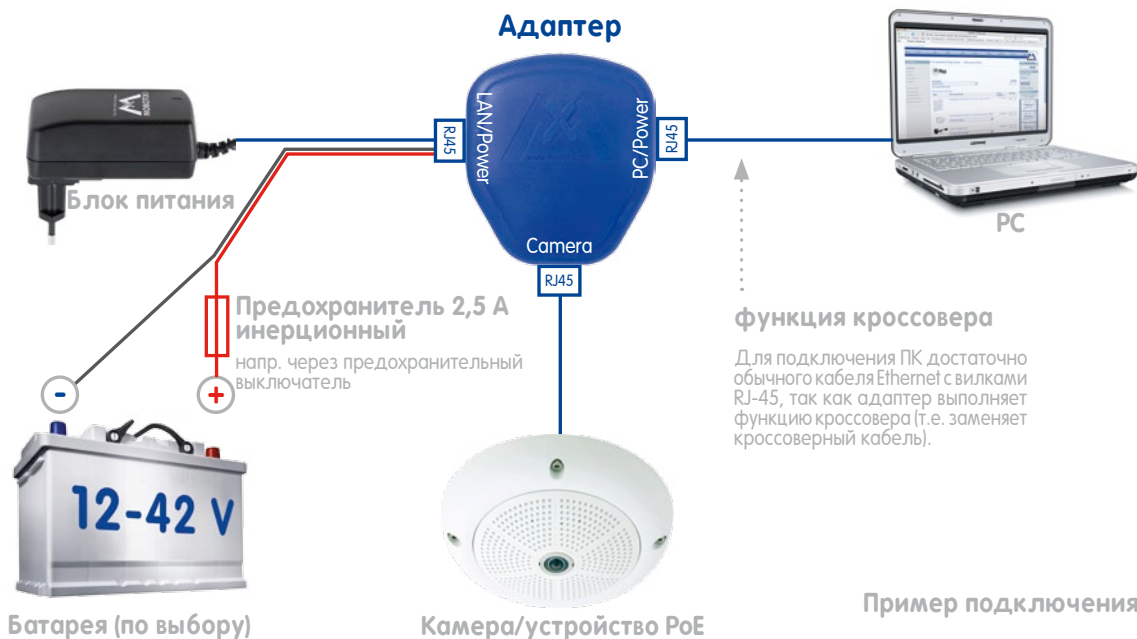 Адаптер
LAN/Power
PC/Power
Camera
RJ45
RJ45
RJ45
Блок питания
PC
Предохранитель 2,5 А
инерционный
напр. через предохранительный
выключатель
-
+
12-42 V
функция кроссовера
Для подключения ПК достаточно
обычного кабеля Ethernet с вилками
RJ-45, так как адаптер выполняет
функцию кроссовера (т.е. заменяет
кроссоверный кабель).
Батарея (по выбору)
Камера/устройство PoE
Пример подключения